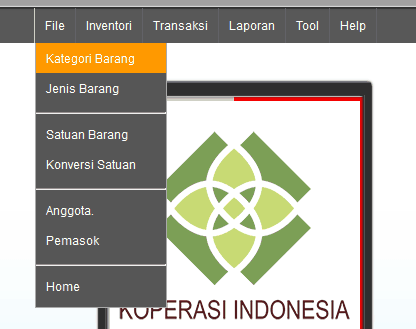 File Inventori Transaksi Laporan Tool Help
Kategori Barang
Jenis Barang
Satuan Barang
Konversi Satuan
Anggota.
Pemasok
Home
KOPERASI INDONESIA